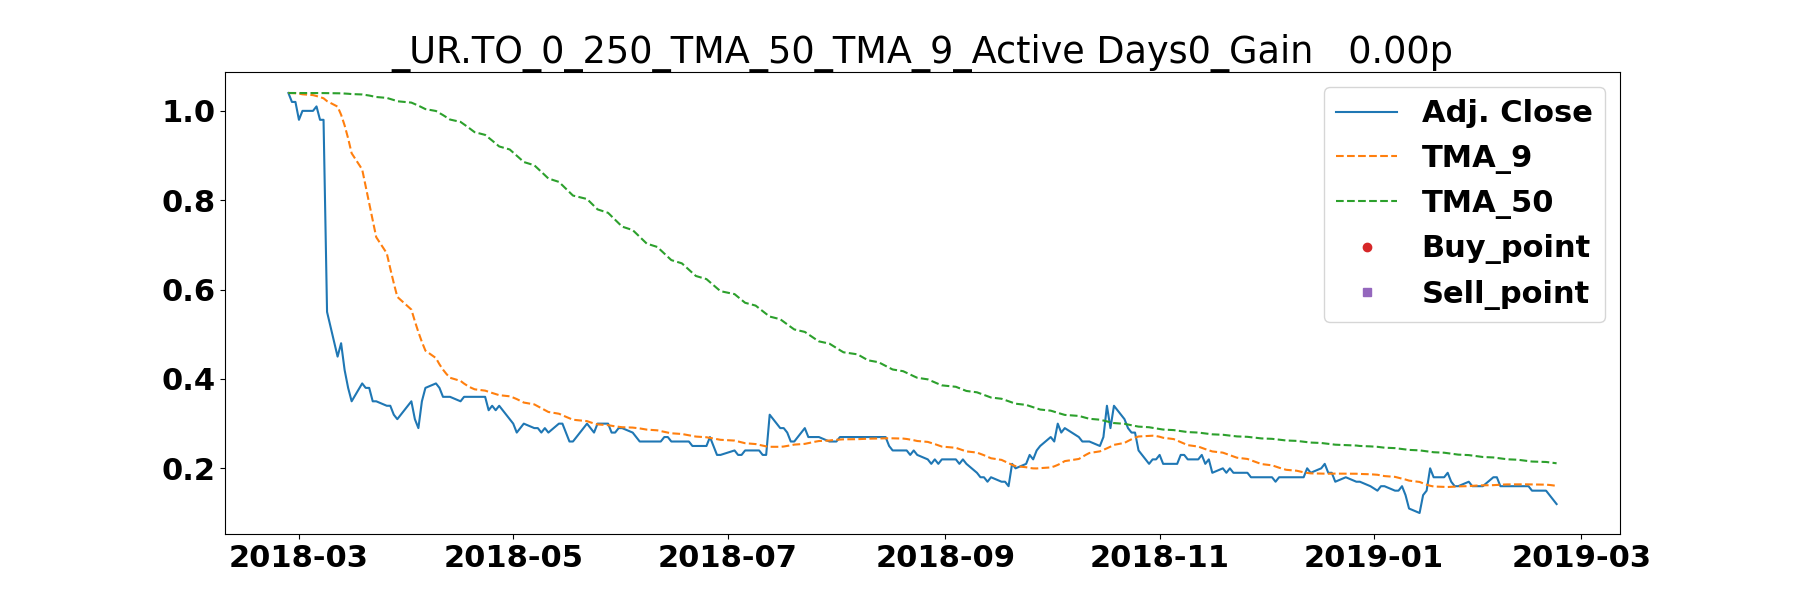 _UR.TO_0_250_TMA_50_TMA_9_Active Days0_Gain   0.00p
1.0
0.8
0.6
0.4
0.2
Adj. Close
TMA_9
TMA_50
Buy_point
Sell_point
2018-03 2018-05 2018-07 2018-09 2018-11 2019-01 2019-03